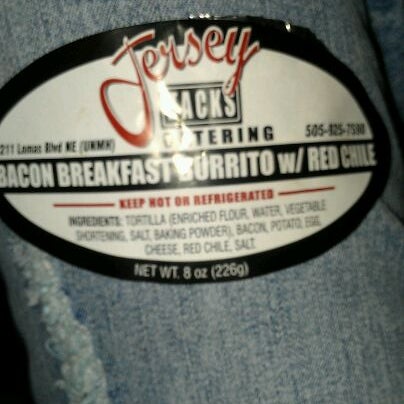 Jersey
JACKS
CATERING
211 Lomas Blvd NE (UNMH) 505-925-7590
BACON BREAKFAST BURRITO w/ RED CHILE
KEEP HOT OR REFRIGERATED
INGREDIENTS: TORTILLA (ENRICHED FLOUR, WATER, VEGETABLE
SHORTENING, SALT, BAKING POWDER), BACON, POTATO, EGG,
CHEESE, RED CHILE, SALT.
NET WT. 8 oz (226g)